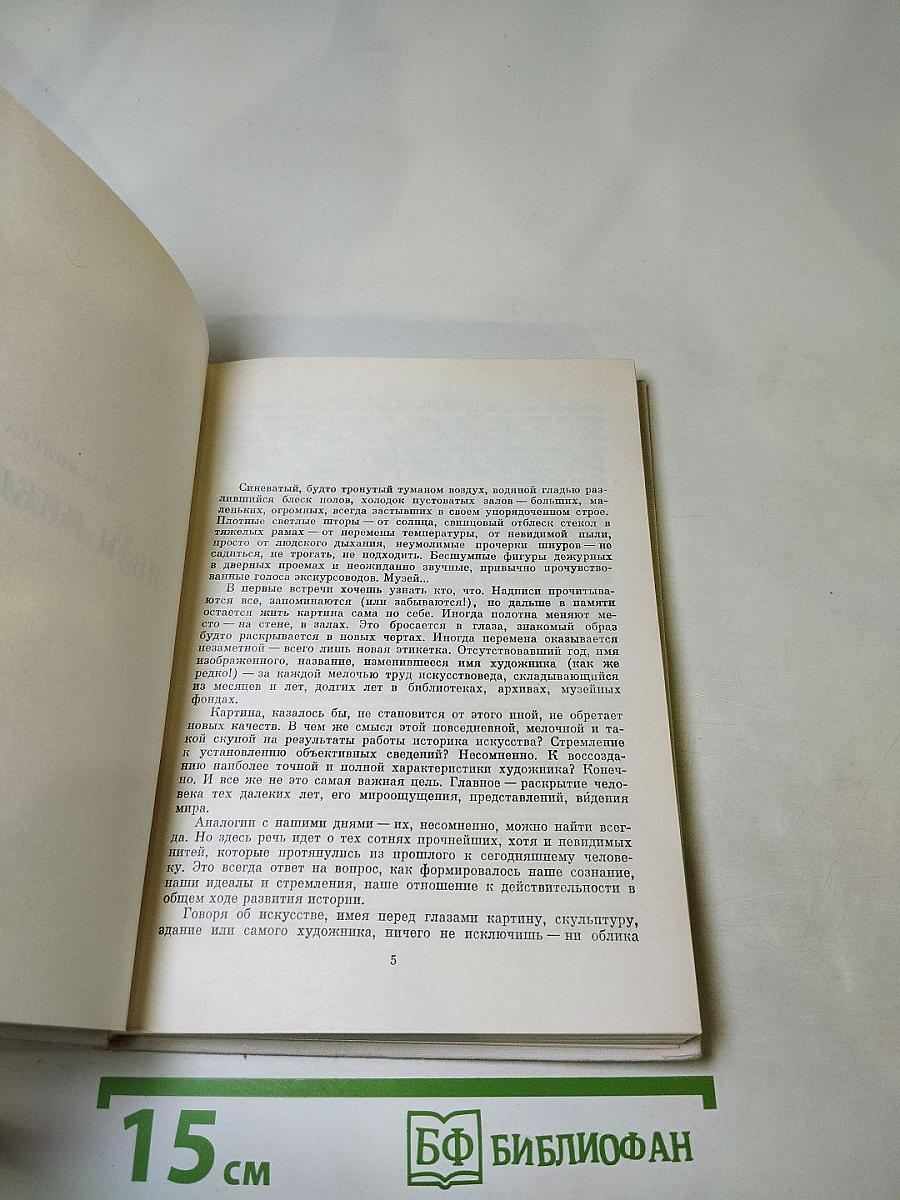 Синеватый, будто тронутый туманом воздух, водяной гладью раз-
лившийся блеск полов, холодок пустоватых залов — больших, ма-
леньких, огромных, всегда застывших в своем упорядоченном строе.
Плотные светлые шторы — от солнца, свинцовый отблеск стекол в
тяжелых рамах — от перемены температуры, от невидимой пыли,
просто от людского дыхания, неумолимые прочерки шнуров — не
садиться, не трогать, не подходить. Бесшумные фигуры дежурных
в дверных проемах и неожиданно звучные, привычно прочувство-
ванные голоса экскурсоводов. Музей...
В первые встречи хочешь узнать кто, что. Надписи прочитыва-
ются все, запоминаются (или забываются!), но дальше в памяти
остается жить картина сама по себе. Иногда полотна меняют ме-
сто — на стене, в залах. Это бросается в глаза, знакомый образ
будто раскрывается в новых чертах. Иногда перемена оказывается
незаметной — всего лишь новая этикетка. Отсутствовавший год, имя
изображенного, название, изменившееся имя художника (как же
редко!) — за каждой мелочью труд искусствоведа, складывающийся
из месяцев и лет, долгих лет в библиотеках, архивах, музейных
фондах.
Картина, казалось бы, не становится от этого иной, не обретает
новых качеств. В чем же смысл этой повседневной, мелочной и та-
кой скупой на результаты работы историка искусства? Стремление
к установлению объективных сведений? Несомненно. К воссозда-
нию наиболее точной и полной характеристики художника? Конеч-
но. И все же не это самая важная цель. Главное — раскрытие чело-
века тех далеких лет, его мироощущения, представлений, ви́дения
мира.
Аналогии с нашими днями — их, несомненно, можно найти всег-
да. Но здесь речь идет о тех сотнях прочнейших, хотя и невидимых
нитей, которые протянулись из прошлого к сегодняшнему челове-
ку. Это всегда ответ на вопрос, как формировалось наше сознание,
наши идеалы и стремления, наше отношение к действительности в
общем ходе развития истории.
Говоря об искусстве, имея перед глазами картину, скульптуру,
здание или самого художника, ничего не исключишь — ни облика
5
15 см
БФ БИБЛИОФАН